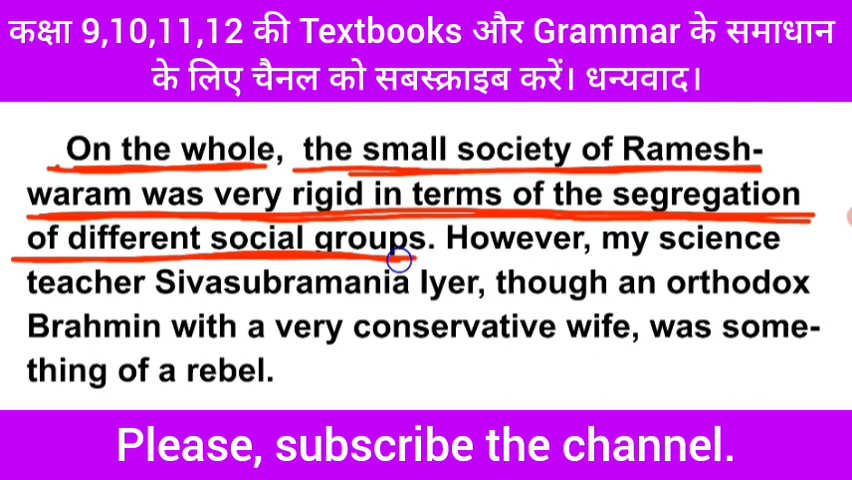 कक्षा 9,10,11,12 की Textbooks और Grammar के समाधान
के लिए चैनल को सबस्क्राइब करें। धन्यवाद।
On the whole, the small society of Ramesh-
waram was very rigid in terms of the segregation
of different social groups. However, my science
teacher Sivasubramania Iyer, though an orthodox
Brahmin with a very conservative wife, was some-
thing of a rebel.
Please, subscribe the channel.